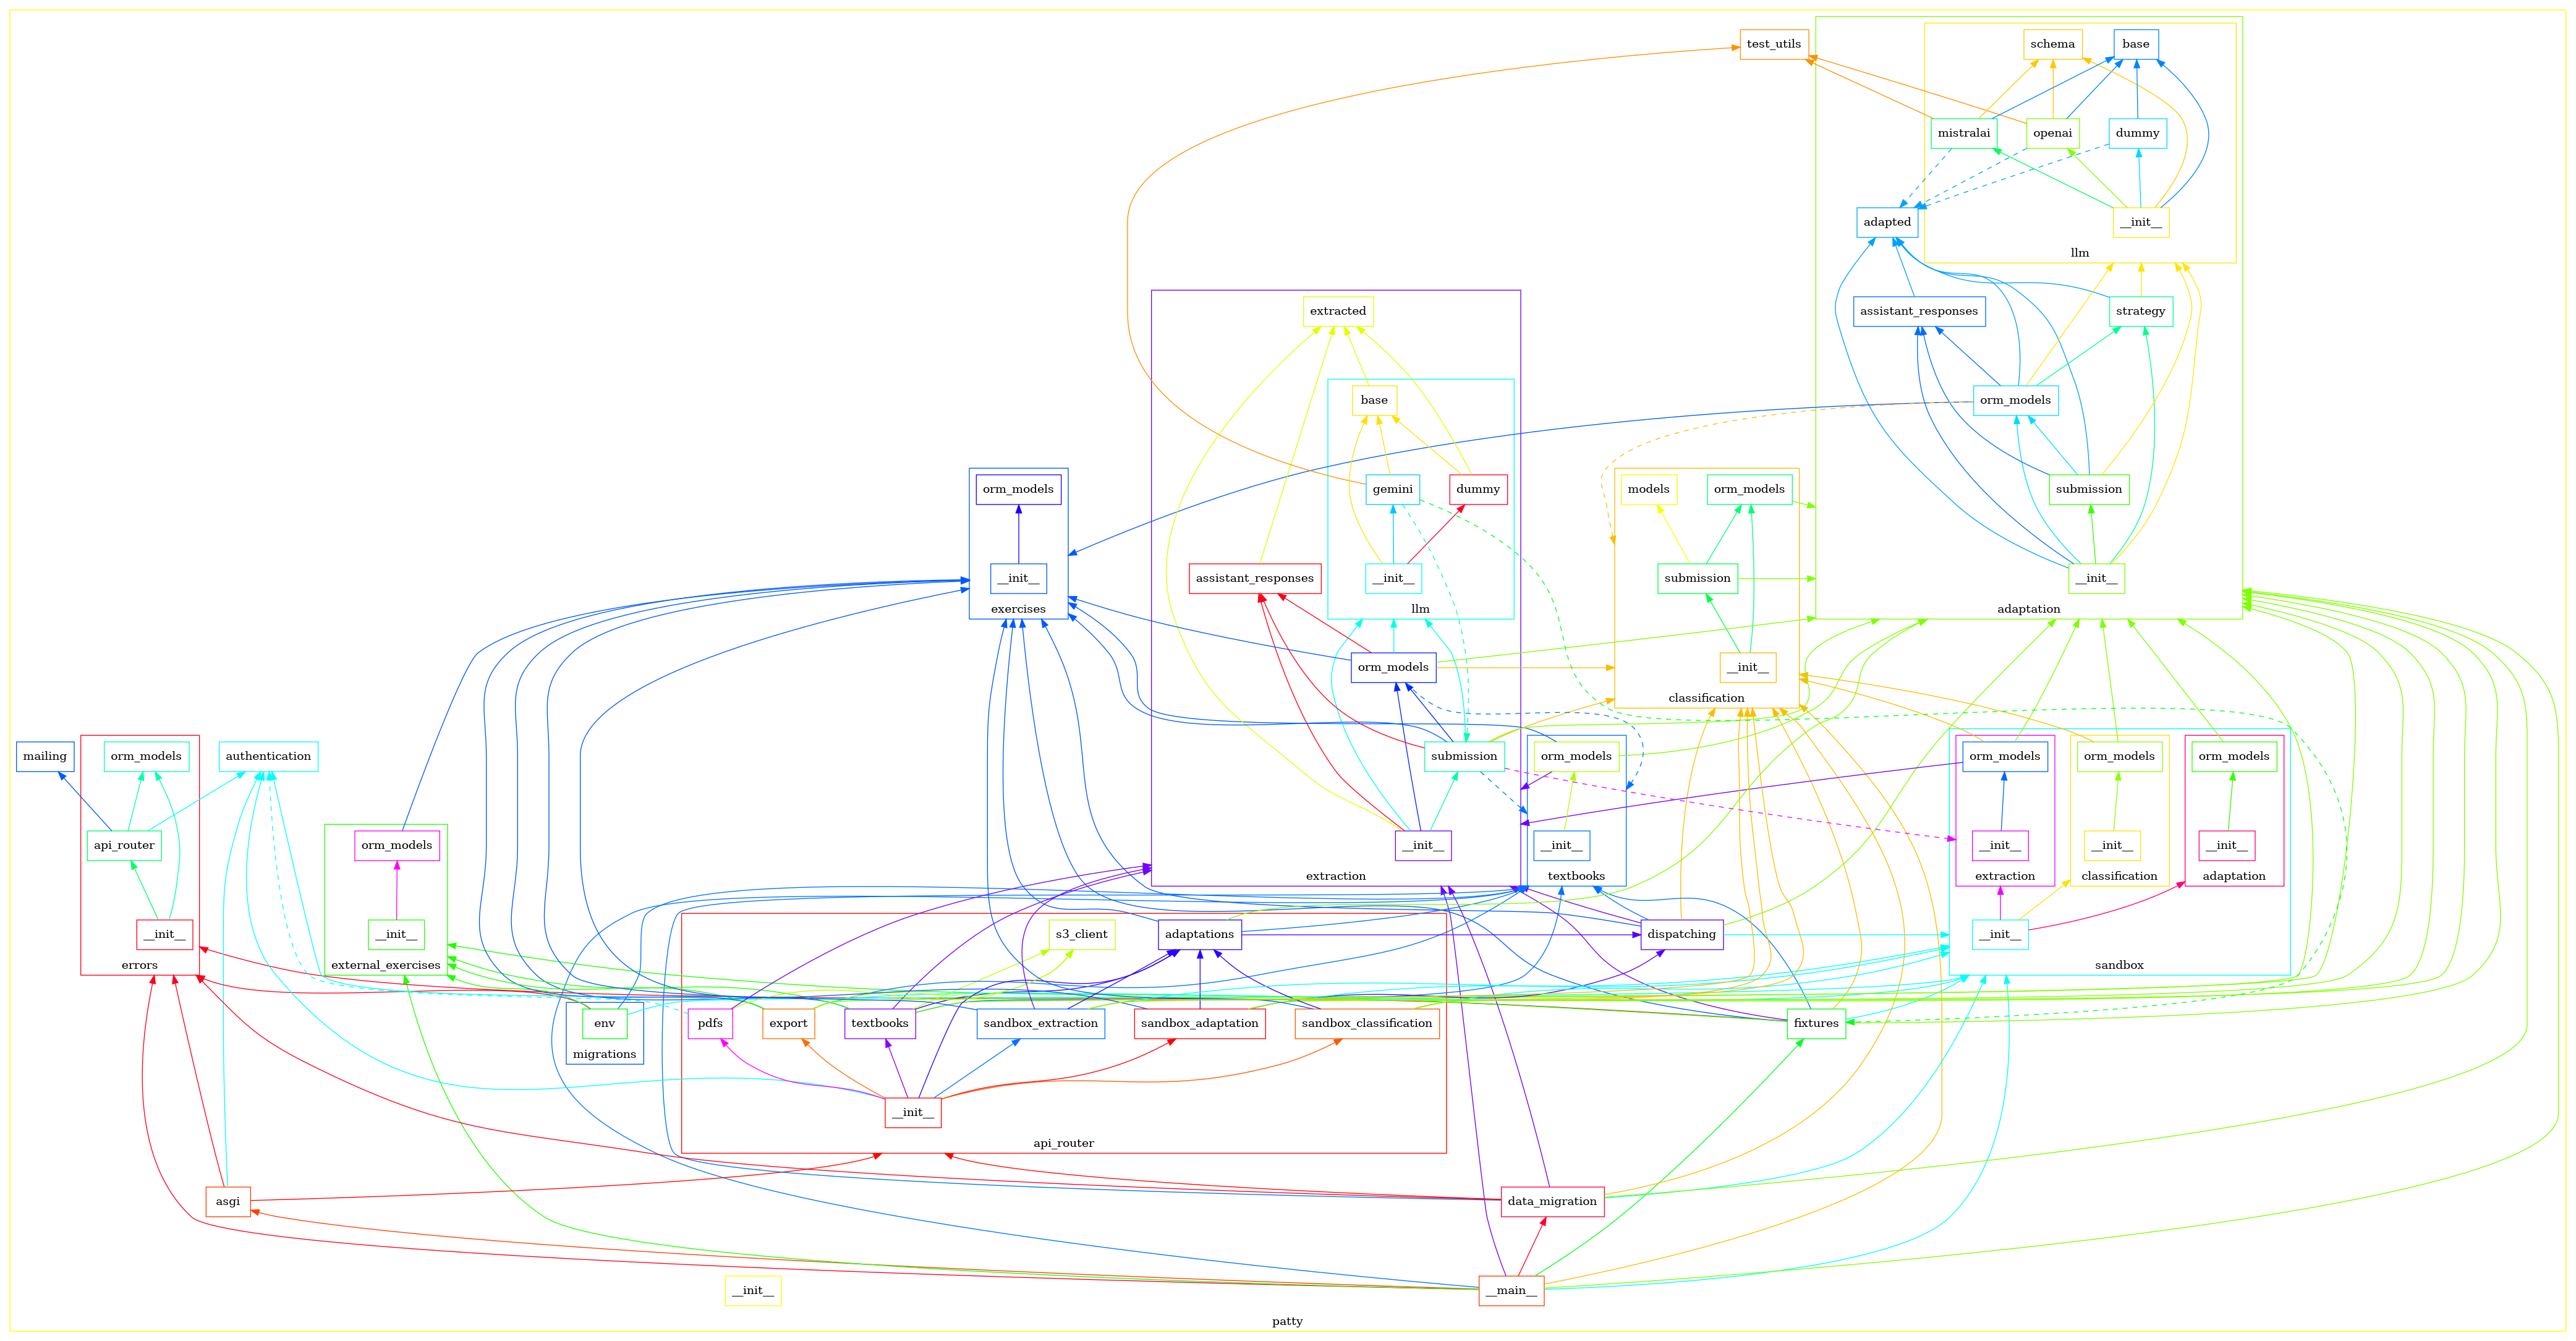 test_utils
schema
base
mistralai
openai
dummy
adapted
__init__
llm
extracted
assistant_responses
strategy
base
orm_models
orm_models
gemini
dummy
models
orm_models
submission
__init__
assistant_responses
__init__
submission
__init__
exercises
llm
adaptation
orm_models
__init__
classification
mailing
orm_models
authentication
submission
orm_models
orm_models
orm_models
orm_models
api_router
orm_models
__init__
__init__
__init__
__init__
__init__
extraction
textbooks
extraction
classification
adaptation
__init__
__init__
s3_client
adaptations
dispatching
__init__
errors
external_exercises
sandbox
env
pdfs
export
textbooks
sandbox_extraction
sandbox_adaptation
sandbox_classification
fixtures
migrations
__init__
api_router
asgi
data_migration
__init__
__main__
patty